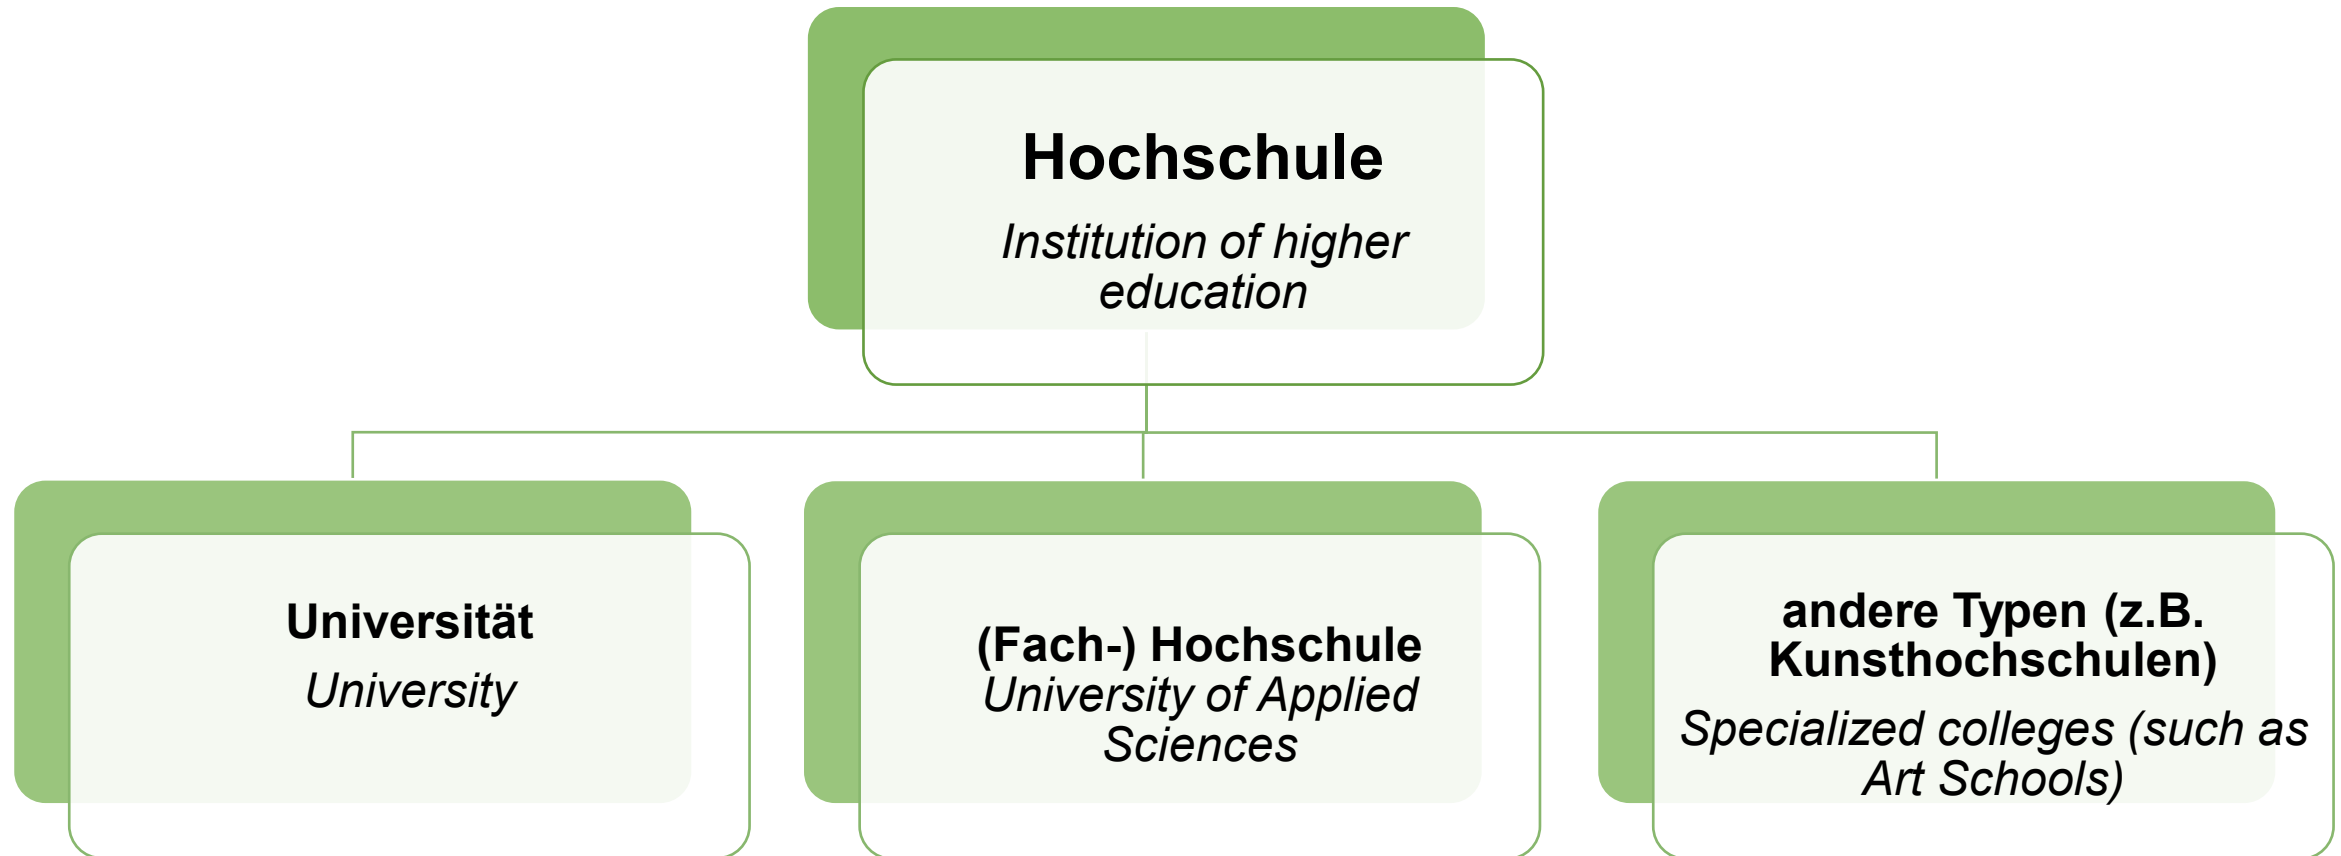 Hochschule
Institution of higher
education
Universität
University
(Fach-) Hochschule
University of Applied
Sciences
andere Typen (z.B.
Kunsthochschulen)
Specialized colleges (such as
Art Schools)